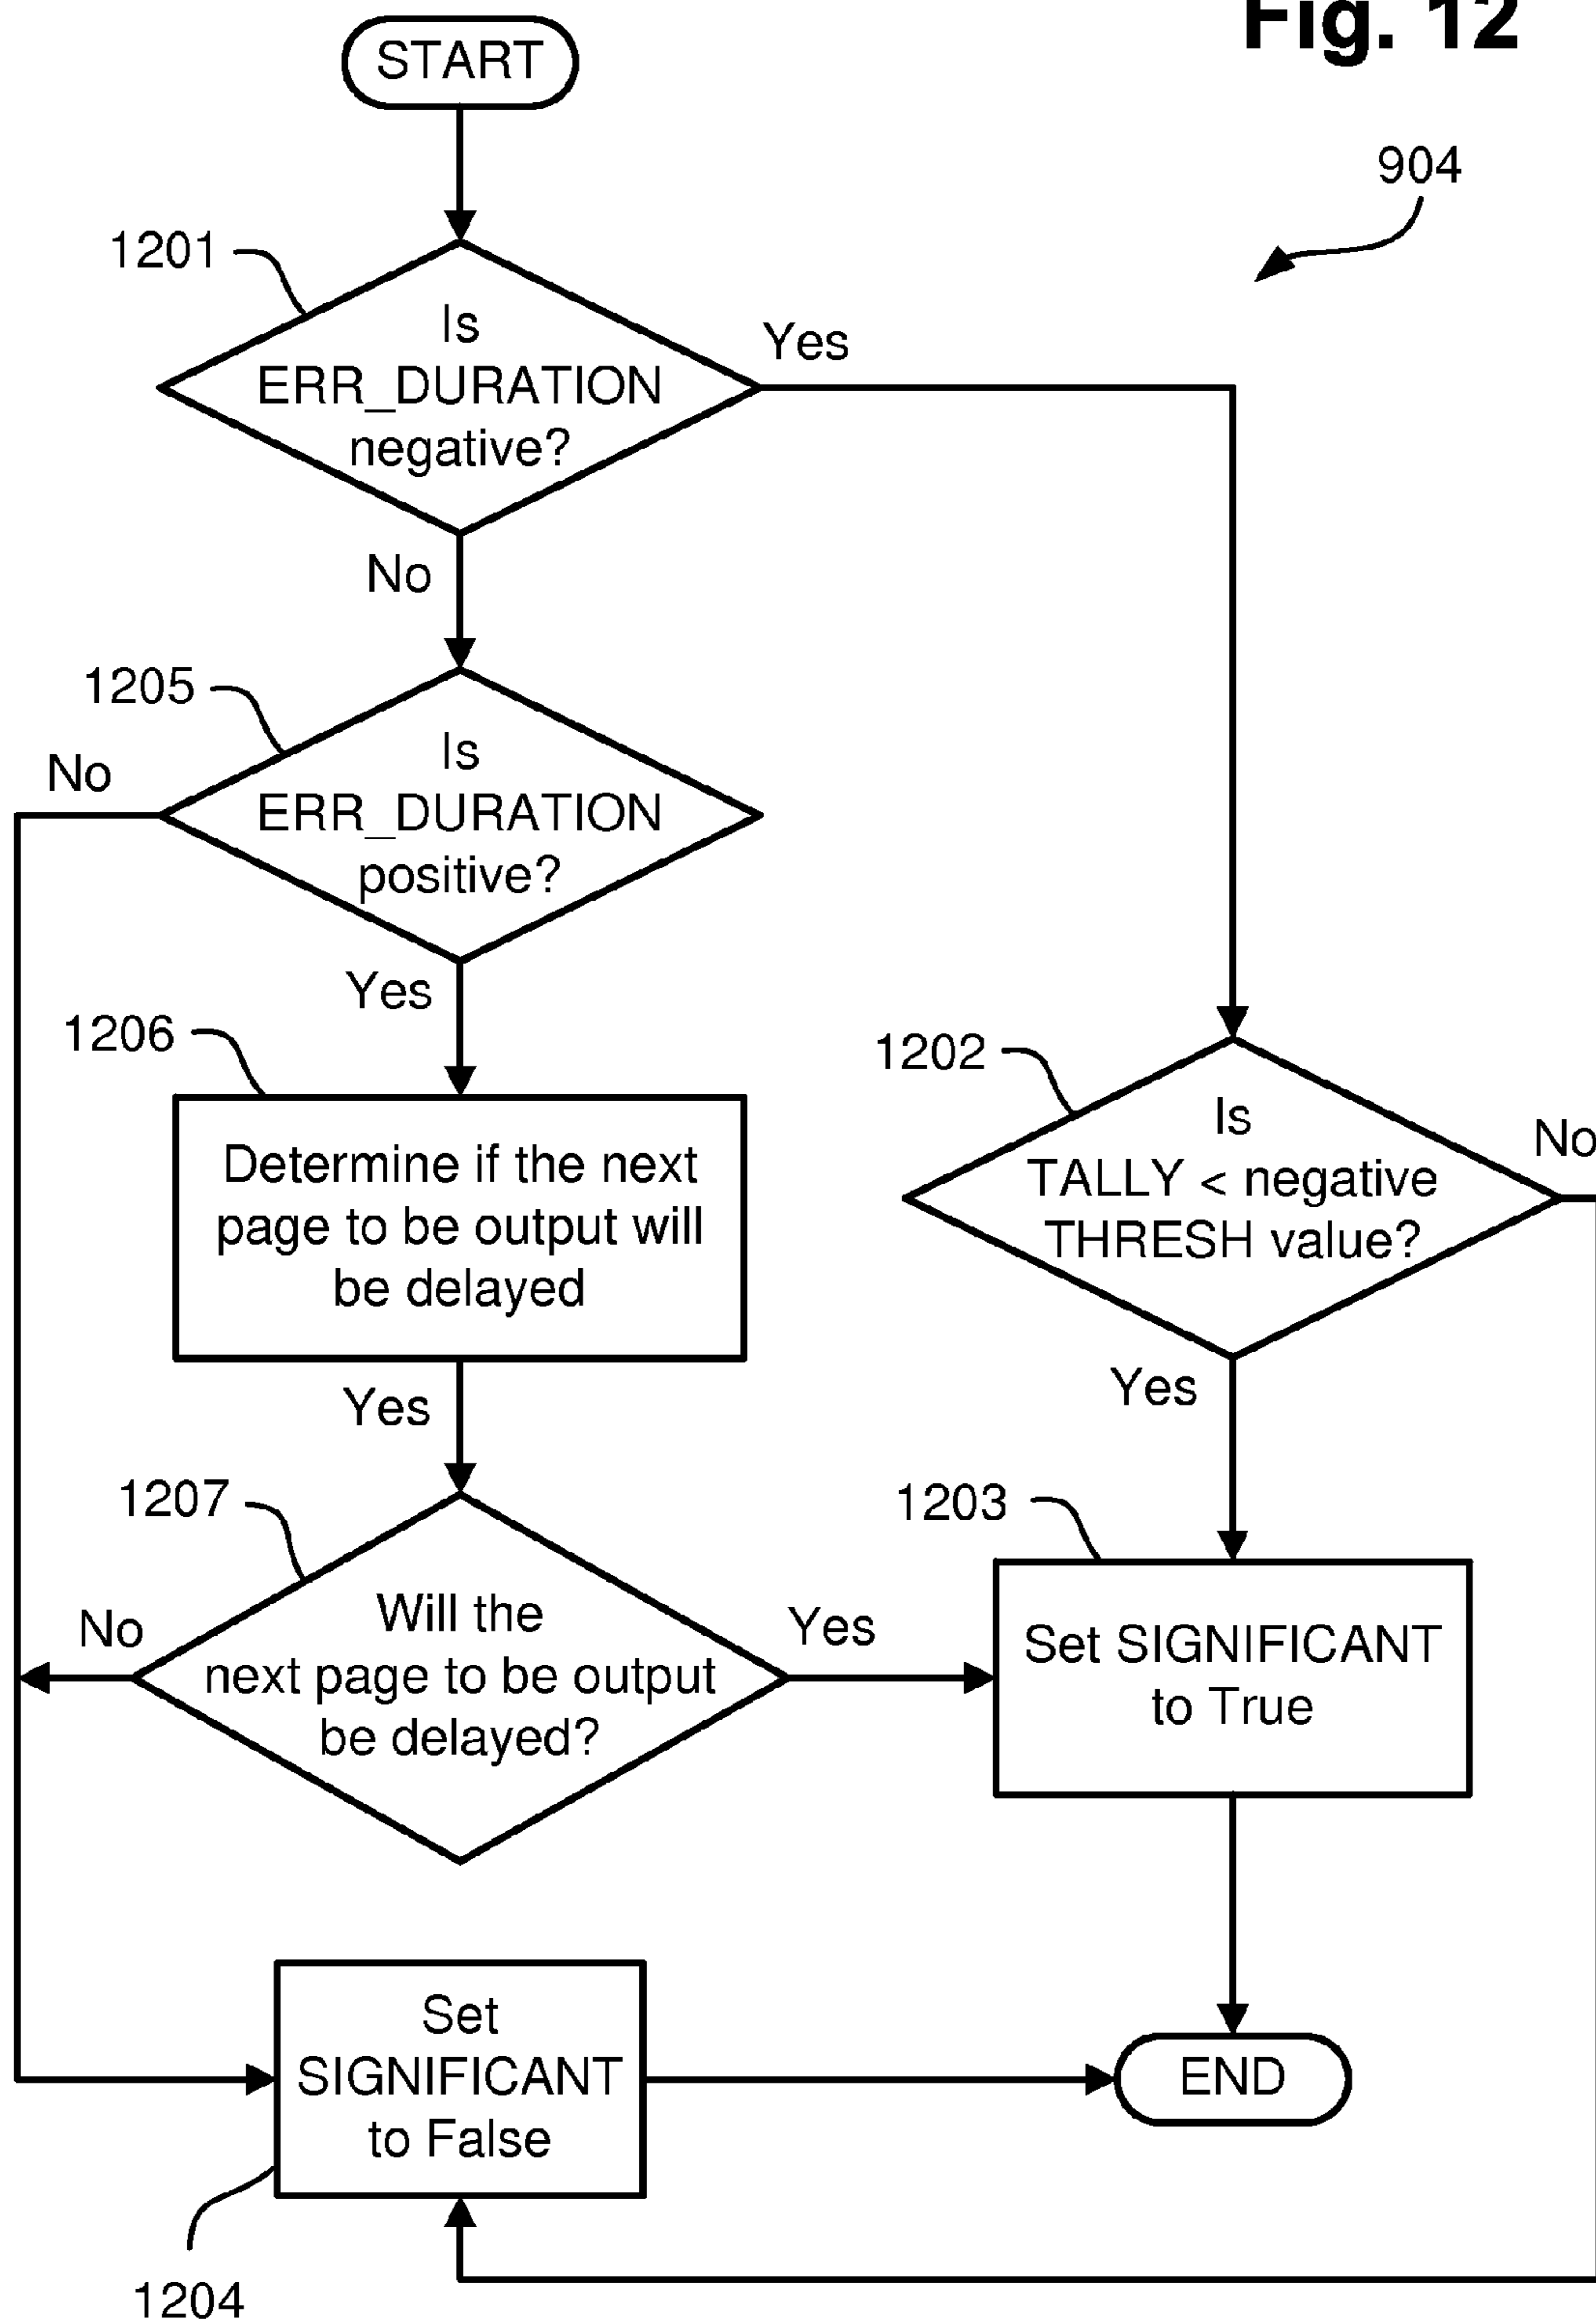 Fig. 12
START
904
1201
Is
ERR_DURATION
negative?
Yes
No
1205
Is
ERR_DURATION
positive?
No
Yes
1206
Determine if the next
page to be output will
be delayed
1202
Is
TALLY < negative
THRESH value?
No
Yes
Yes
1207
Will the
next page to be output
be delayed?
No
Yes
1203
Set SIGNIFICANT
to True
Set
SIGNIFICANT
to False
END
1204